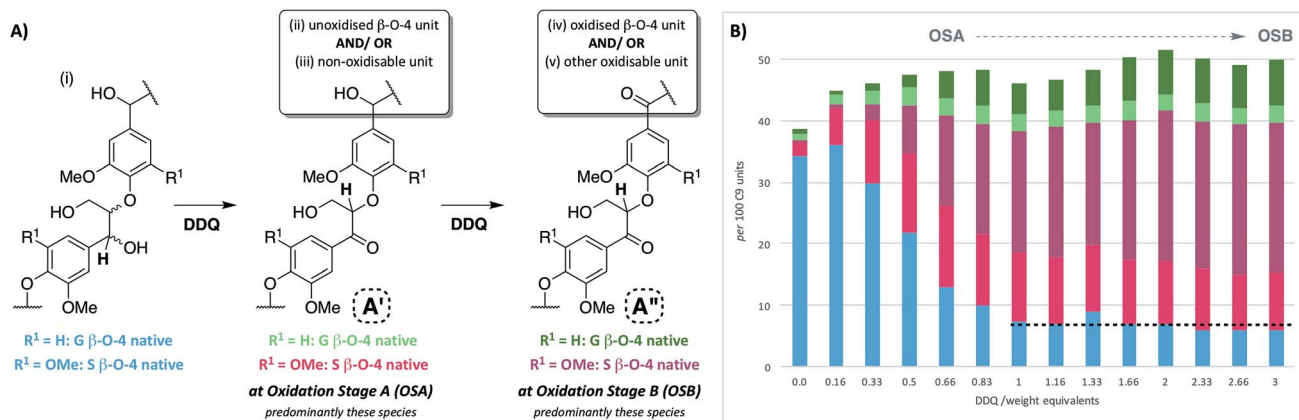 A)
(i)
HO
MeO
R¹
O
HO
R¹
OH
H
O
OMe
R¹ = H: G β-O-4 native
R¹ = OMe: S β-O-4 native
DDQ
(ii) unoxidised β-O-4 unit
AND/ OR
(iii) non-oxidisable unit
HO
MeO
R¹
H
O
HO
R¹
O
O
OMe
A'
R¹ = H: G β-O-4 native
R¹ = OMe: S β-O-4 native
at Oxidation Stage A (OSA)
predominantly these species
DDQ
(iv) oxidised β-O-4 unit
AND/ OR
(v) other oxidisable unit
O
MeO
R¹
H
O
HO
R¹
O
O
OMe
A"
R¹ = H: G β-O-4 native
R¹ = OMe: S β-O-4 native
at Oxidation Stage B (OSB)
predominantly these species
B)
OSA OSB
per 100 C9 units
50
40
30
20
10
0
0.0 0.16 0.33 0.5 0.66 0.83 1 1.16 1.33 1.66 2 2.33 2.66 3
DDQ /weight equivalents